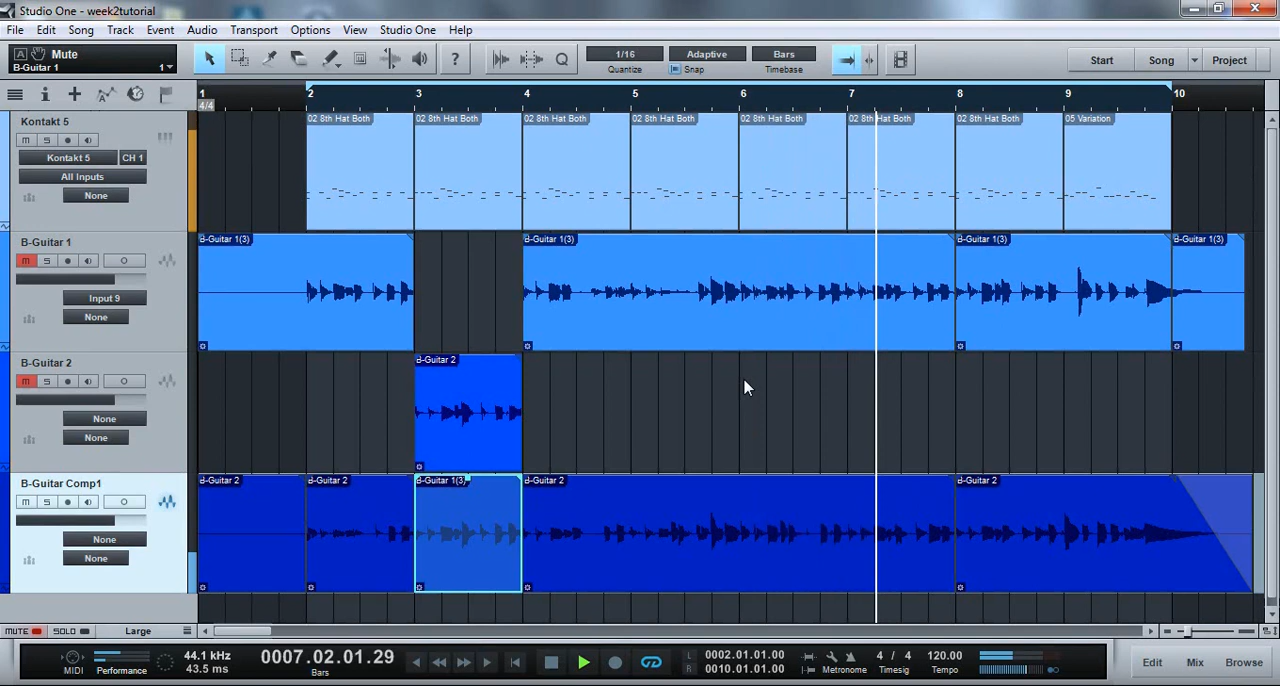 Studio One - week2tutorial
File Edit Song Track Event Audio Transport Options View Studio One Help
Mute
B-Guitar 1 1
? Q 1/16 Adaptive Bars
Quantize Snap Timebase
Start Song Project
1 2 3 4 5 6 7 8 9 10
4/4
Kontakt 5
M S
Kontakt 5 CH 1
All Inputs
None
02 8th Hat Both 02 8th Hat Both 02 8th Hat Both 02 8th Hat Both 02 8th Hat Both 02 8th Hat Both 02 8th Hat Both 05 Variation
B-Guitar 1
M S
Input 9
None
B-Guitar 1(3) B-Guitar 1(3) B-Guitar 1(3) B-Guitar 1(3)
B-Guitar 2
M S
None
None
B-Guitar 2
B-Guitar Comp1
M S
None
None
B-Guitar 2 B-Guitar 2 B-Guitar 1(3) B-Guitar 2 B-Guitar 2
MUTE SOLO Large
MIDI Performance 44.1 kHz
43.5 ms
0007.02.01.29
Bars
L 0002.01.01.00
R 0010.01.01.00
Metronome
4 / 4
Timesig
120.00
Tempo
Edit Mix Browse